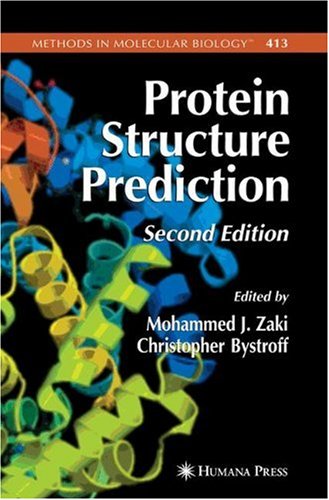 METHODS IN MOLECULAR BIOLOGY™ 413
Protein
Structure
Prediction
Second Edition
Edited by
Mohammed J. Zaki
Christopher Bystroff
HUMANA PRESS